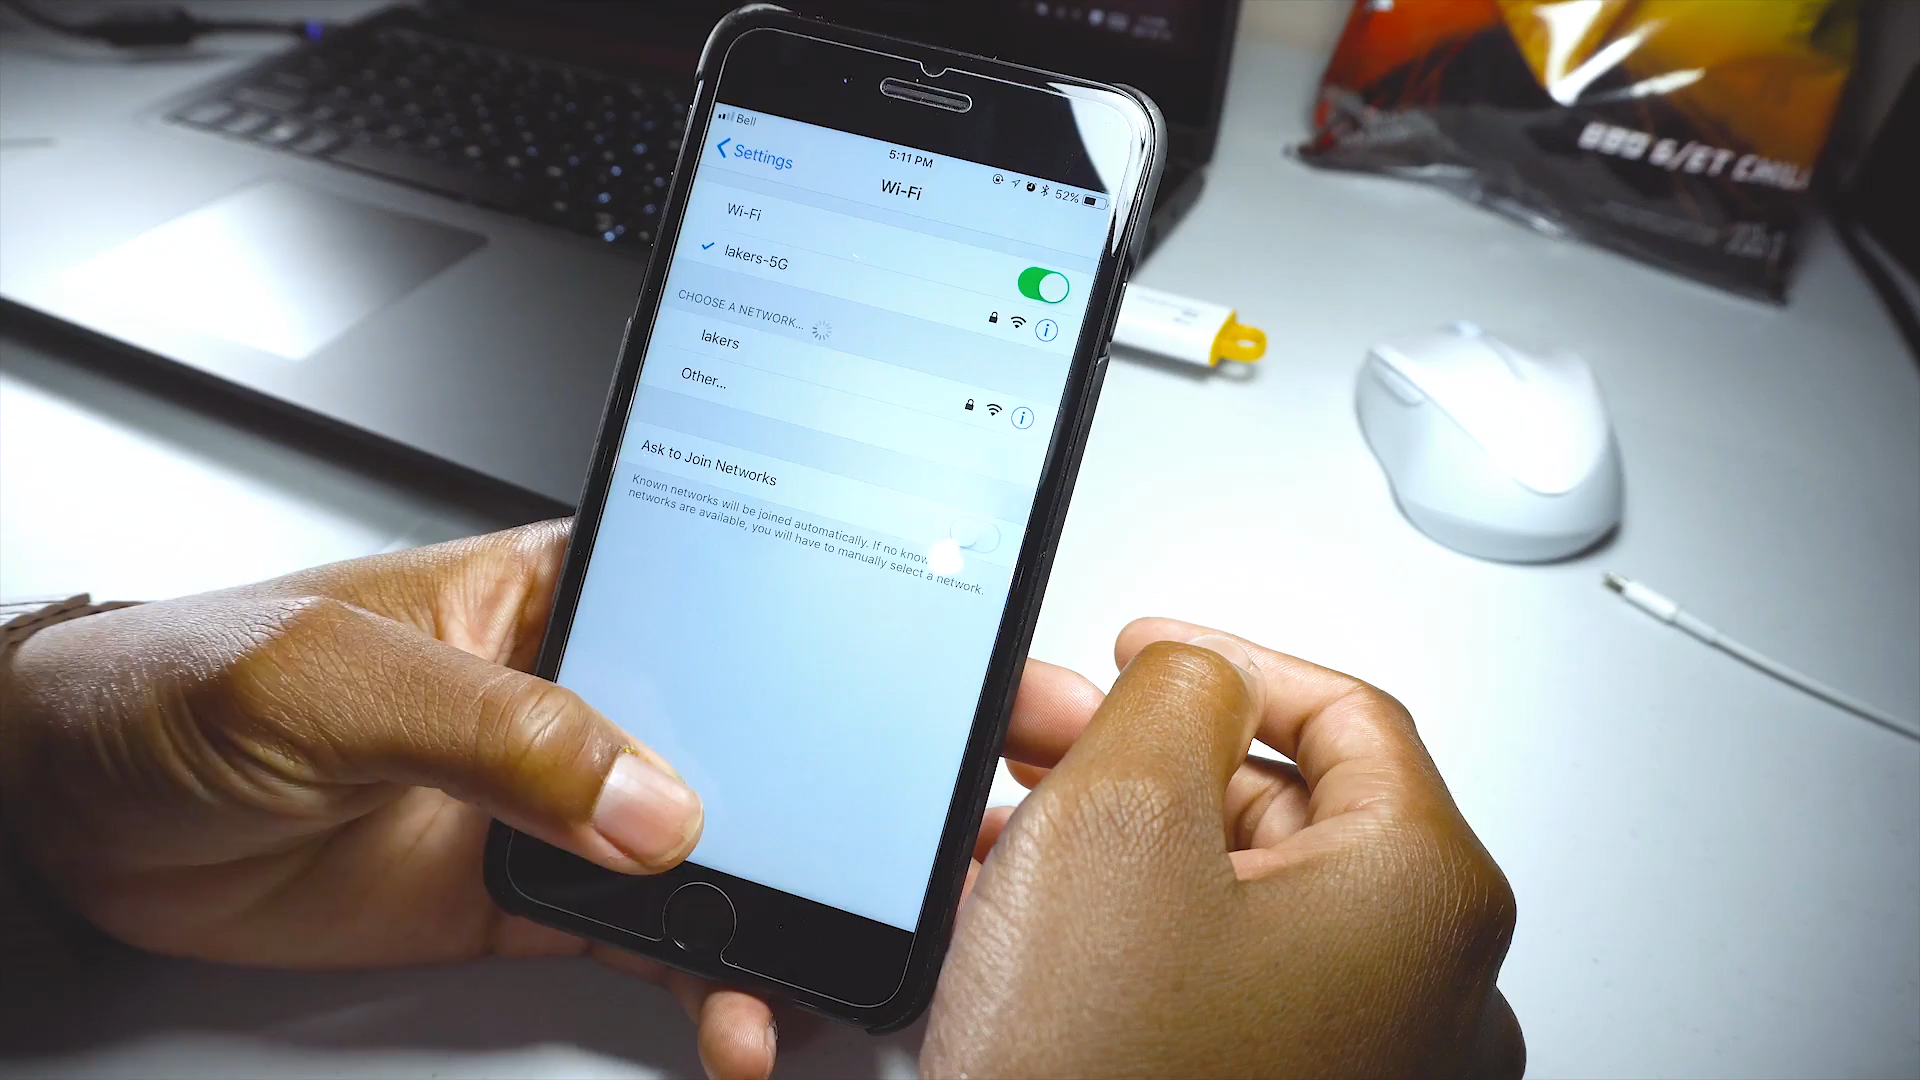 Bell
5:11 PM
52%
Settings
Wi-Fi
Wi-Fi
lakers-5G
CHOOSE A NETWORK...
lakers
Other...
Ask to Join Networks
Known networks will be joined automatically. If no
networks are available, you will have to manually select a network.